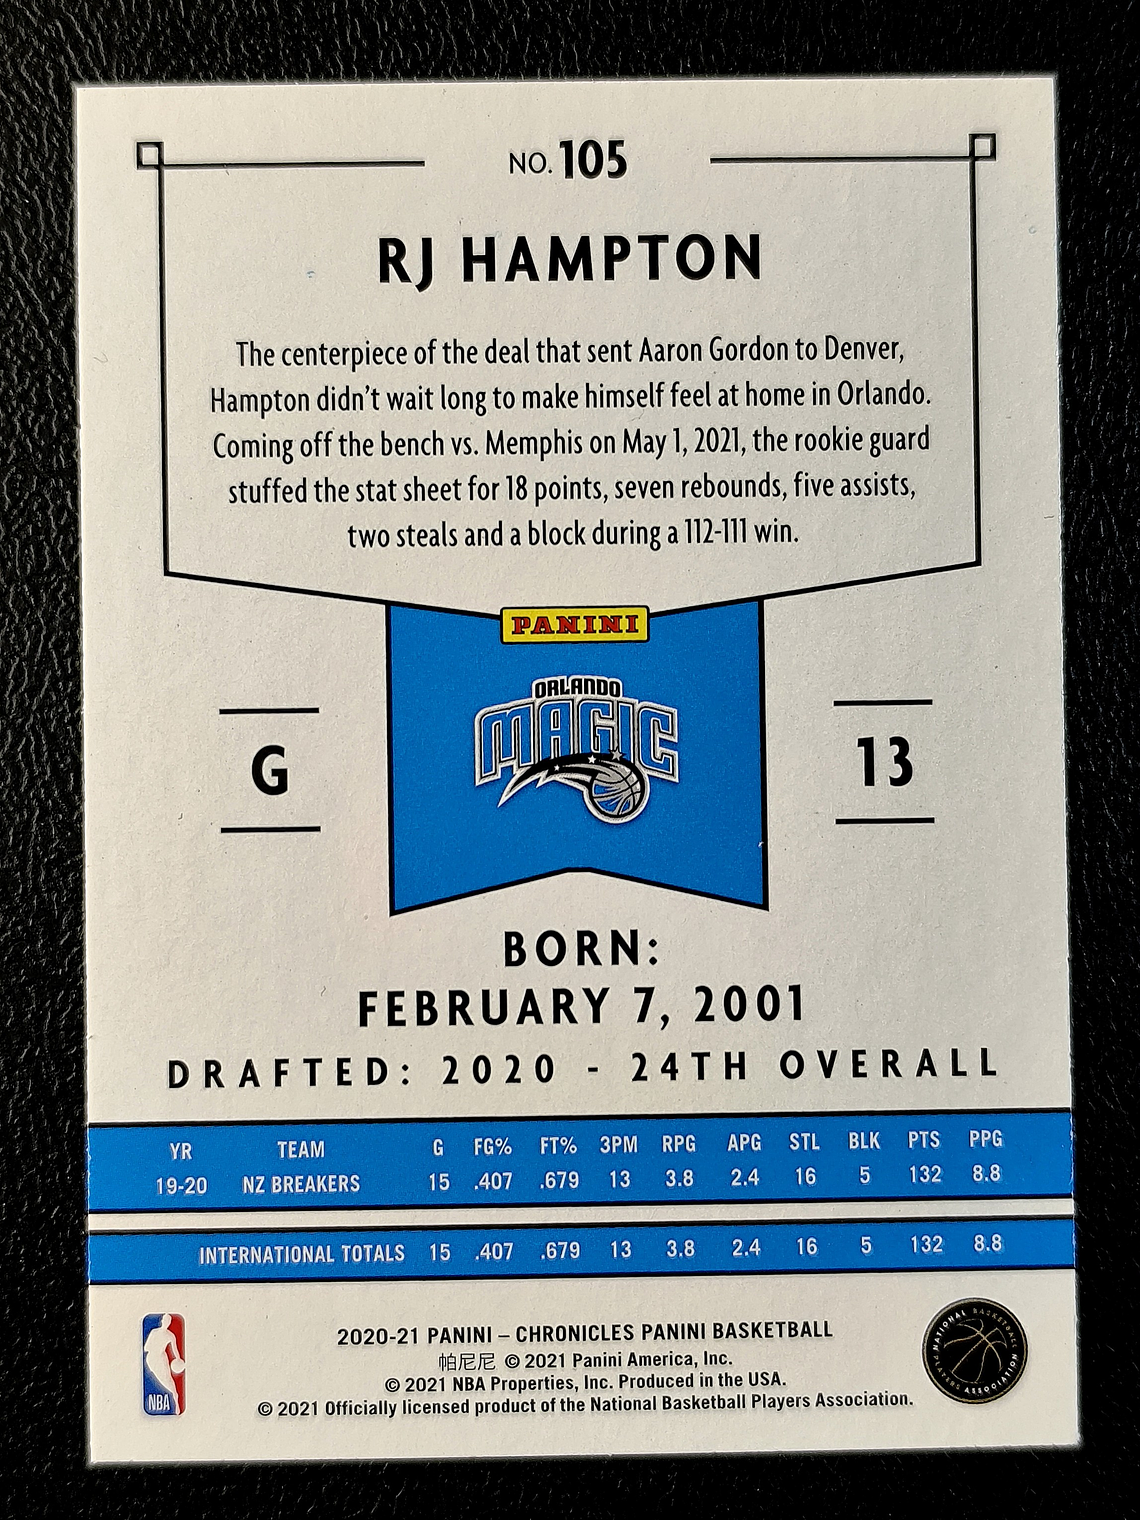 NO. 105
RJ HAMPTON
The centerpiece of the deal that sent Aaron Gordon to Denver,
Hampton didn't wait long to make himself feel at home in Orlando.
Coming off the bench vs. Memphis on May 1, 2021, the rookie guard
stuffed the stat sheet for 18 points, seven rebounds, five assists,
two steals and a block during a 112-111 win.
PANINI
ORLANDO
MAGIC
G
13
BORN:
FEBRUARY 7, 2001
DRAFTED: 2020 - 24TH OVERALL
YR TEAM G FG% FT% 3PM RPG APG STL BLK PTS PPG
19-20 NZ BREAKERS 15 .407 .679 13 3.8 2.4 16 5 132 8.8
INTERNATIONAL TOTALS 15 .407 .679 13 3.8 2.4 16 5 132 8.8
2020-21 PANINI – CHRONICLES PANINI BASKETBALL
帕尼尼 © 2021 Panini America, Inc.
© 2021 NBA Properties, Inc. Produced in the USA.
© 2021 Officially licensed product of the National Basketball Players Association.
NBA
NATIONAL BASKETBALL
PLAYERS ASSOCIATION